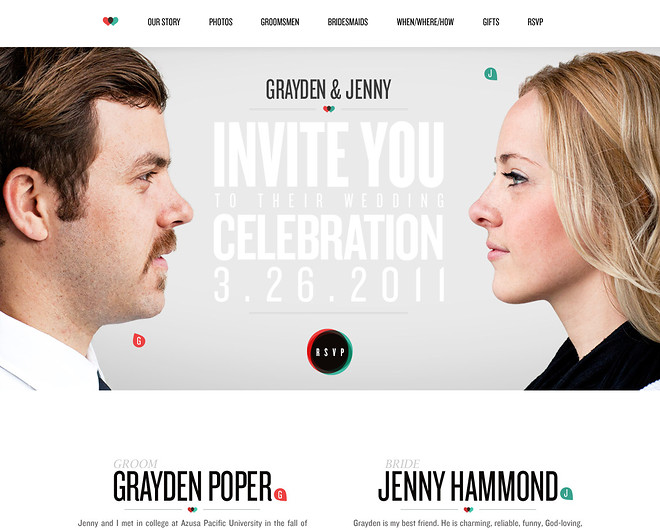 OUR STORY PHOTOS GROOMSMEN BRIDESMAIDS WHEN/WHERE/HOW GIFTS RSVP
J
GRAYDEN & JENNY
INVITE YOU
TO THEIR WEDDING
CELEBRATION
3.26.2011
G
RSVP
GROOM
GRAYDEN POPER G
Jenny and I met in college at Azusa Pacific University in the fall of
BRIDE
JENNY HAMMOND J
Grayden is my best friend. He is charming, reliable, funny, God-loving,